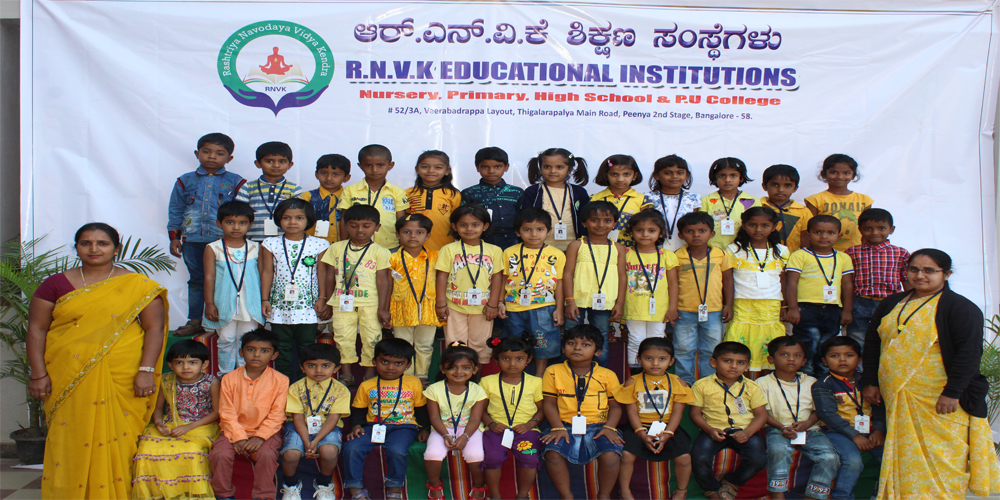 Rashtriya Navodaya Vidya Kendra
RNVK
ಆರ್.ಎನ್.ವಿ.ಕೆ ಶಿಕ್ಷಣ ಸಂಸ್ಥೆಗಳು
R.N.V.K EDUCATIONAL INSTITUTIONS
Nursery, Primary, High School & P.U College
# 52/3A, Veerabadrappa Layout, Thigalarapalya Main Road, Peenya 2nd Stage, Bangalore - 58.
83